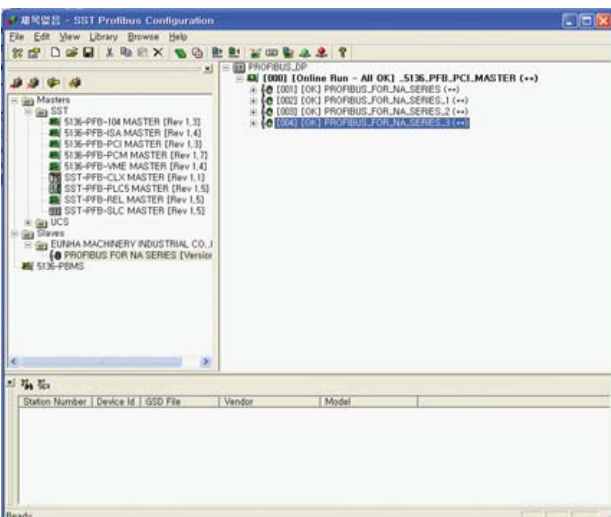 제목없음 - SST Profibus Configuration
File Edit View Library Browse Help
Masters
SST
5136-PFB-104 MASTER [Rev 1,3]
5136-PFB-ISA MASTER [Rev 1,4]
5136-PFB-PCI MASTER [Rev 1,3]
5136-PFB-PCM MASTER [Rev 1,7]
5136-PFB-VME MASTER [Rev 1,4]
SST-PFB-CLX MASTER [Rev 1,1]
SST-PFB-PLC5 MASTER [Rev 1,5]
SST-PFB-REL MASTER [Rev 1,5]
SST-PFB-SLC MASTER [Rev 1,5]
UCS
Slaves
EUNHA MACHINERY INDUSTRIAL CO.,
PROFIBUS FOR NA SERIES [Version
5136-PBMS
PROFIBUS_DP
[000] [Online Run - All OK] _5136_PFB_PCI_MASTER (**)
[001] [OK] PROFIBUS_FOR_NA_SERIES (**)
[002] [OK] PROFIBUS_FOR_NA_SERIES_1 (**)
[003] [OK] PROFIBUS_FOR_NA_SERIES_2 (**)
[004] [OK] PROFIBUS_FOR_NA_SERIES_3 (**)
Station Number Device Id GSD File Vendor Model
Ready